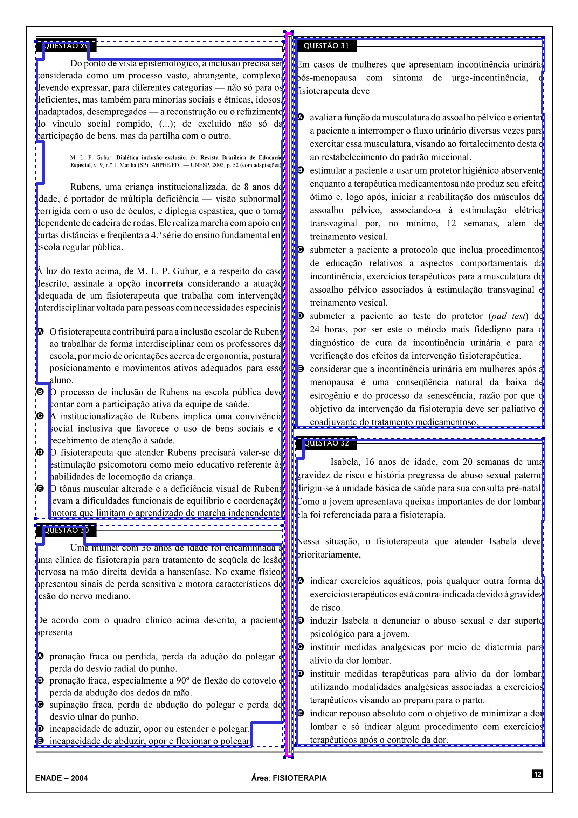 QUESTÃO 29
Do ponto de vista epistemológico, a inclusão precisa ser
considerada como um processo vasto, abrangente, complexo,
devendo expressar, para diferentes categorias — não só para os
deficientes, mas também para minorias sociais e étnicas, idosos,
inadaptados, desempregados — a reconstrução ou o refizimento
do vínculo social rompido, (...); de excluído não só da
participação de bens, mas da partilha com o outro.
M. L. P. Guhur. Dialética inclusão-exclusão. In: Revista Brasileira de Educação
Especial, v. 9, n.º 1. Marília (SP): ABPEE/FFC — UNESP, 2003, p. 52 (com adaptações).
Rubens, uma criança institucionalizada, de 8 anos de
idade, é portador de múltipla deficiência — visão subnormal,
corrigida com o uso de óculos, e diplegia espástica, que o torna
dependente de cadeira de rodas. Ele realiza marcha com apoio em
curtas distâncias e freqüenta a 4.ª série do ensino fundamental em
escola regular pública.
À luz do texto acima, de M. L. P. Guhur, e a respeito do caso
descrito, assinale a opção incorreta considerando a atuação
adequada de um fisioterapeuta que trabalha com intervenção
interdisciplinar voltada para pessoas com necessidades especiais.
A O fisioterapeuta contribuirá para a inclusão escolar de Rubens
ao trabalhar de forma interdisciplinar com os professores da
escola, por meio de orientações acerca de ergonomia, postura,
posicionamento e movimentos ativos adequados para esse
aluno.
B O processo de inclusão de Rubens na escola pública deve
contar com a participação ativa da equipe de saúde.
C A institucionalização de Rubens implica uma convivência
social inclusiva que favorece o uso de bens sociais e o
recebimento de atenção à saúde.
D O fisioterapeuta que atender Rubens precisará valer-se da
estimulação psicomotora como meio educativo referente às
habilidades de locomoção da criança.
E O tônus muscular alterado e a deficiência visual de Rubens
levam a dificuldades funcionais de equilíbrio e coordenação
motora que limitam o aprendizado de marcha independente.
QUESTÃO 30
Uma mulher com 36 anos de idade foi encaminhada a
uma clínica de fisioterapia para tratamento de seqüela de lesão
nervosa na mão direita devida a hanseníase. No exame físico
apresentou sinais de perda sensitiva e motora característicos de
lesão do nervo mediano.
De acordo com o quadro clínico acima descrito, a paciente
apresenta
A pronação fraca ou perdida, perda da adução do polegar e
perda do desvio radial do punho.
B pronação fraca, especialmente a 90º de flexão do cotovelo e
perda da abdução dos dedos da mão.
C supinação fraca, perda de abdução do polegar e perda de
desvio ulnar do punho.
D incapacidade de aduzir, opor ou estender o polegar.
E incapacidade de abduzir, opor e flexionar o polegar.
QUESTÃO 31
Em casos de mulheres que apresentam incontinência urinária
pós-menopausa com sintoma de urge-incontinência, o
fisioterapeuta deve
A avaliar a função da musculatura do assoalho pélvico e orientar
a paciente a interromper o fluxo urinário diversas vezes para
exercitar essa musculatura, visando ao fortalecimento desta e
ao restabelecimento do padrão miccional.
B estimular a paciente a usar um protetor higiênico absorvente
enquanto a terapêutica medicamentosa não produz seu efeito
ótimo e, logo após, iniciar a reabilitação dos músculos do
assoalho pélvico, associando-a à estimulação elétrica
transvaginal por, no mínimo, 12 semanas, além de
treinamento vesical.
C submeter a paciente a protocolo que inclua procedimentos
de educação relativos a aspectos comportamentais da
incontinência, exercícios terapêuticos para a musculatura do
assoalho pélvico associados à estimulação transvaginal e
treinamento vesical.
D submeter a paciente ao teste do protetor (pad test) de
24 horas, por ser este o método mais fidedigno para o
diagnóstico de cura da incontinência urinária e para a
verificação dos efeitos da intervenção fisioterapêutica.
E considerar que a incontinência urinária em mulheres após a
menopausa é uma conseqüência natural da baixa de
estrogênio e do processo da senescência, razão por que o
objetivo da intervenção da fisioterapia deve ser paliativo e
coadjuvante do tratamento medicamentoso.
QUESTÃO 32
Isabela, 16 anos de idade, com 20 semanas de uma
gravidez de risco e história pregressa de abuso sexual paterno,
dirigiu-se à unidade básica de saúde para sua consulta pré-natal.
Como a jovem apresentava queixas importantes de dor lombar,
ela foi referenciada para a fisioterapia.
Nessa situação, o fisioterapeuta que atender Isabela deve,
prioritariamente,
A indicar exercícios aquáticos, pois qualquer outra forma de
exercícios terapêuticos está contra-indicada devido à gravidez
de risco.
B induzir Isabela a denunciar o abuso sexual e dar suporte
psicológico para a jovem.
C instituir medidas analgésicas por meio de diatermia para
alívio da dor lombar.
D instituir medidas terapêuticas para alívio da dor lombar,
utilizando modalidades analgésicas associadas a exercícios
terapêuticos visando ao preparo para o parto.
E indicar repouso absoluto com o objetivo de minimizar a dor
lombar e só indicar algum procedimento com exercícios
terapêuticos após o controle da dor.
ENADE – 2004
Área: FISIOTERAPIA
12